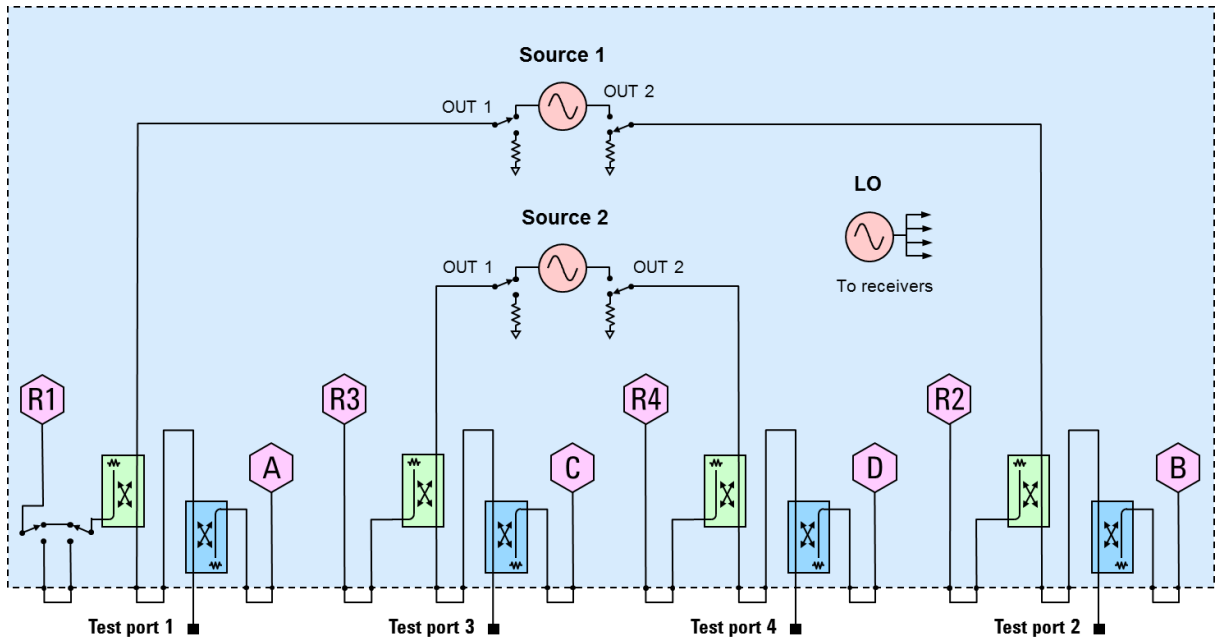 Source 1
OUT 1
OUT 2
LO
Source 2
OUT 1
OUT 2
To receivers
R1
R3
R4
R2
A
C
D
B
Test port 1
Test port 3
Test port 4
Test port 2